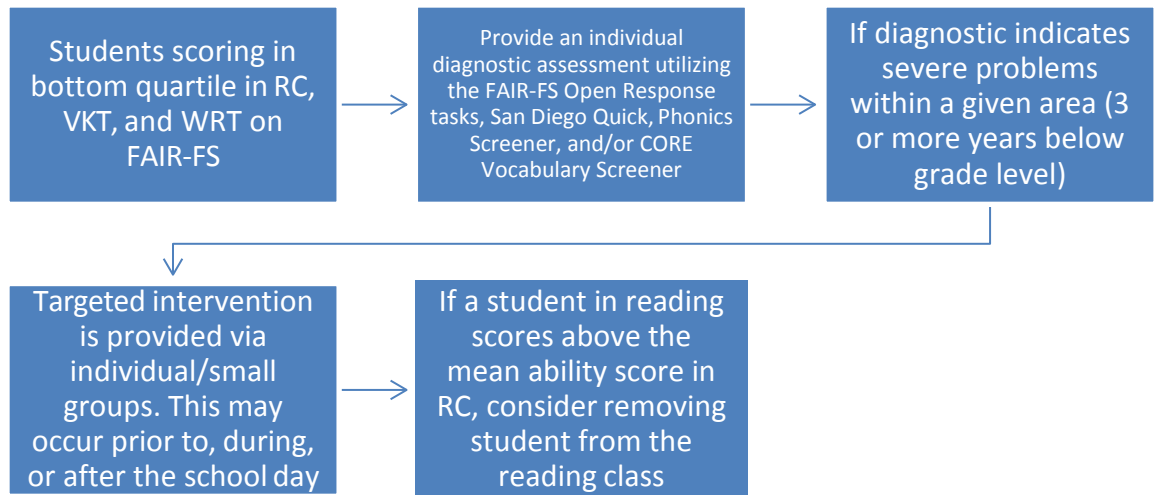 Students scoring in
bottom quartile in RC,
VKT, and WRT on
FAIR-FS
Provide an individual
diagnostic assessment utilizing
the FAIR-FS Open Response
tasks, San Diego Quick, Phonics
Screener, and/or CORE
Vocabulary Screener
If diagnostic indicates
severe problems
within a given area (3
or more years below
grade level)
Targeted intervention
is provided via
individual/small
groups. This may
occur prior to, during,
or after the school day
If a student in reading
scores above the
mean ability score in
RC, consider removing
student from the
reading class